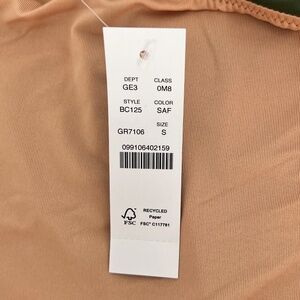 DEPT CLASS
GE3 0M8
STYLE COLOR
BC125 SAF
SIZE
GR7106 S
099106402159
RECYCLED
Paper
FSC
FSC® C117761